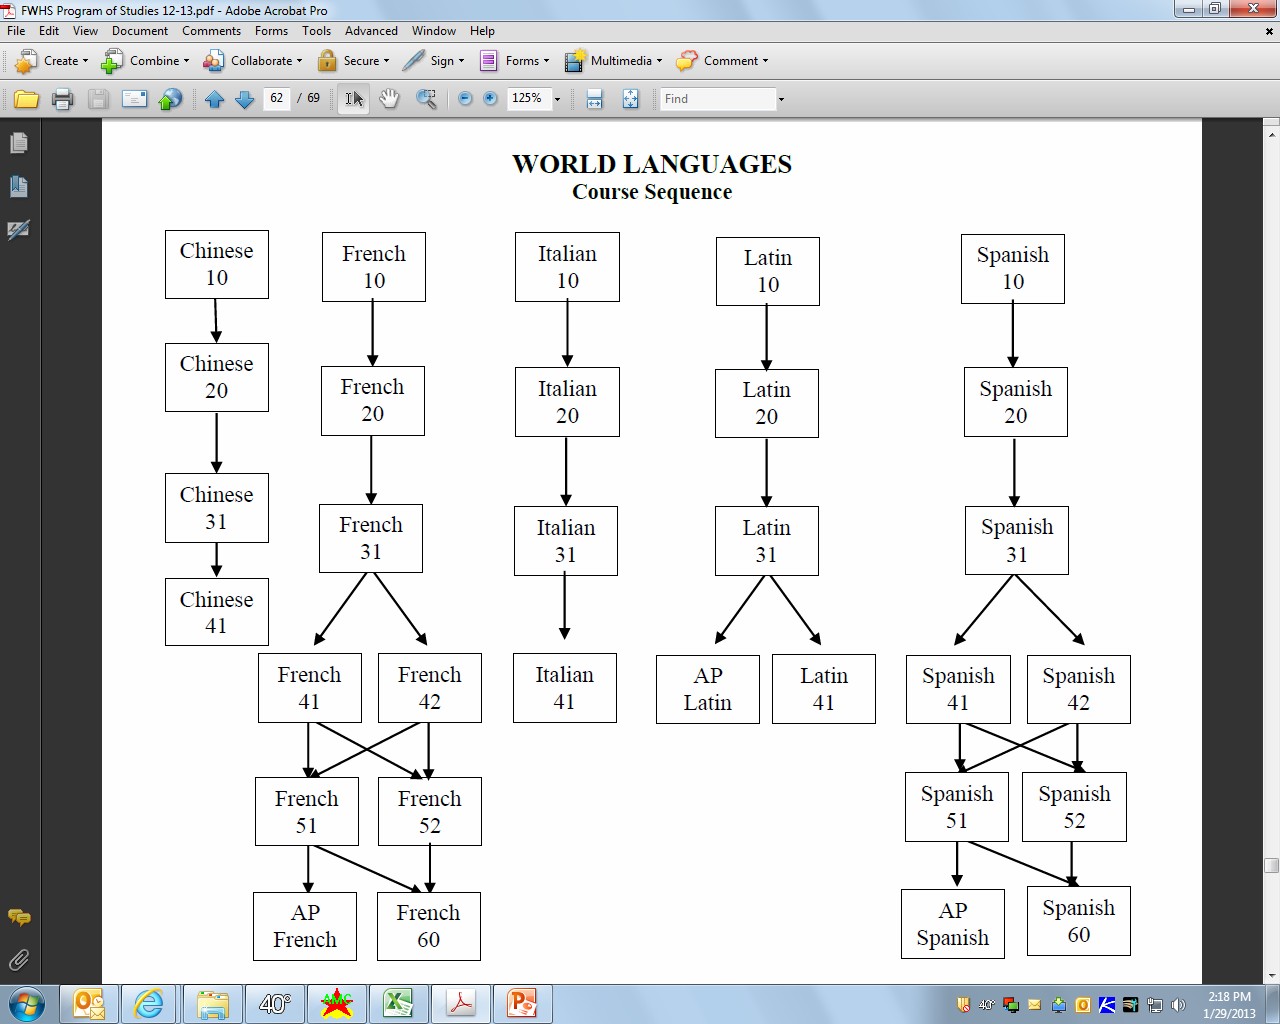 FWHS Program of Studies 12-13.pdf - Adobe Acrobat Pro
File Edit View Document Comments Forms Tools Advanced Window Help
Create Combine Collaborate Secure Sign Forms Multimedia Comment
62 / 69 125% Find
WORLD LANGUAGES
Course Sequence
Chinese
10
French
10
Italian
10
Latin
10
Spanish
10
Chinese
20
French
20
Italian
20
Latin
20
Spanish
20
Chinese
31
French
31
Italian
31
Latin
31
Spanish
31
Chinese
41
French
41
French
42
Italian
41
AP
Latin
Latin
41
Spanish
41
Spanish
42
French
51
French
52
Spanish
51
Spanish
52
AP
French
French
60
AP
Spanish
Spanish
60
40° AMC
40°
2:18 PM
1/29/2013